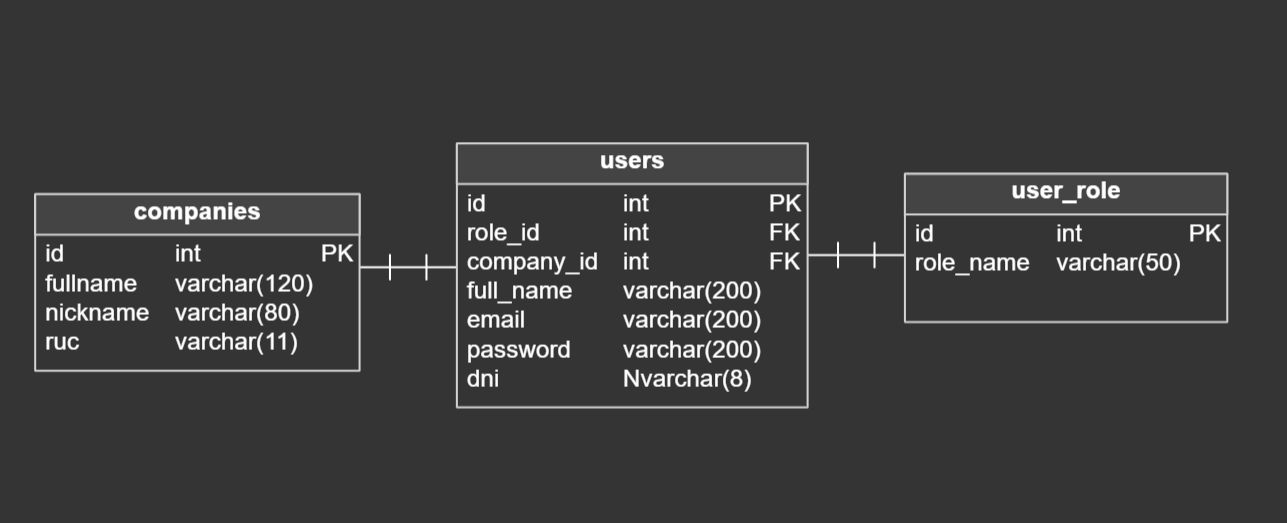 companies
id int PK
fullname varchar(120)
nickname varchar(80)
ruc varchar(11)
users
id int PK
role_id int FK
company_id int FK
full_name varchar(200)
email varchar(200)
password varchar(200)
dni Nvarchar(8)
user_role
id int PK
role_name varchar(50)